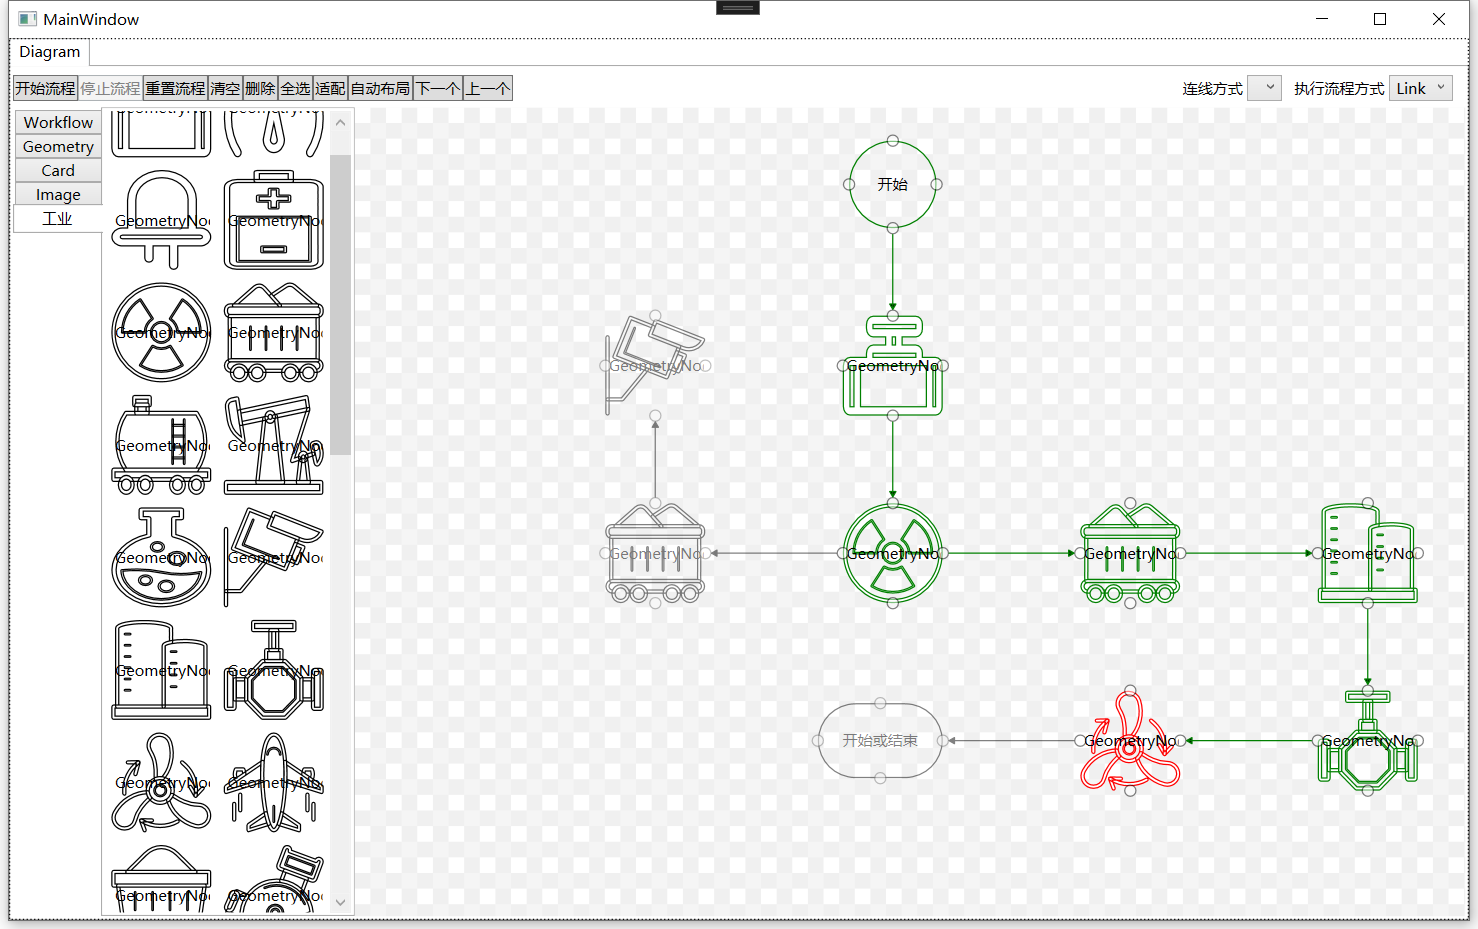 MainWindow
Diagram
开始流程 停止流程 重置流程 清空 删除 全选 适配 自动布局 下一个 上一个 连线方式 执行流程方式 Link
Workflow
Geometry
Card
Image
工业
GeometryNo GeometryNo
GeometryNo GeometryNo
GeometryNo GeometryNo
GeometryNo GeometryNo
GeometryNo GeometryNo
GeometryNo GeometryNo
GeometryNo GeometryNo
GeometryNo GeometryNo
开始
GeometryNo GeometryNo
GeometryNo GeometryNo GeometryNo GeometryNo
开始或结束 GeometryNo GeometryNo